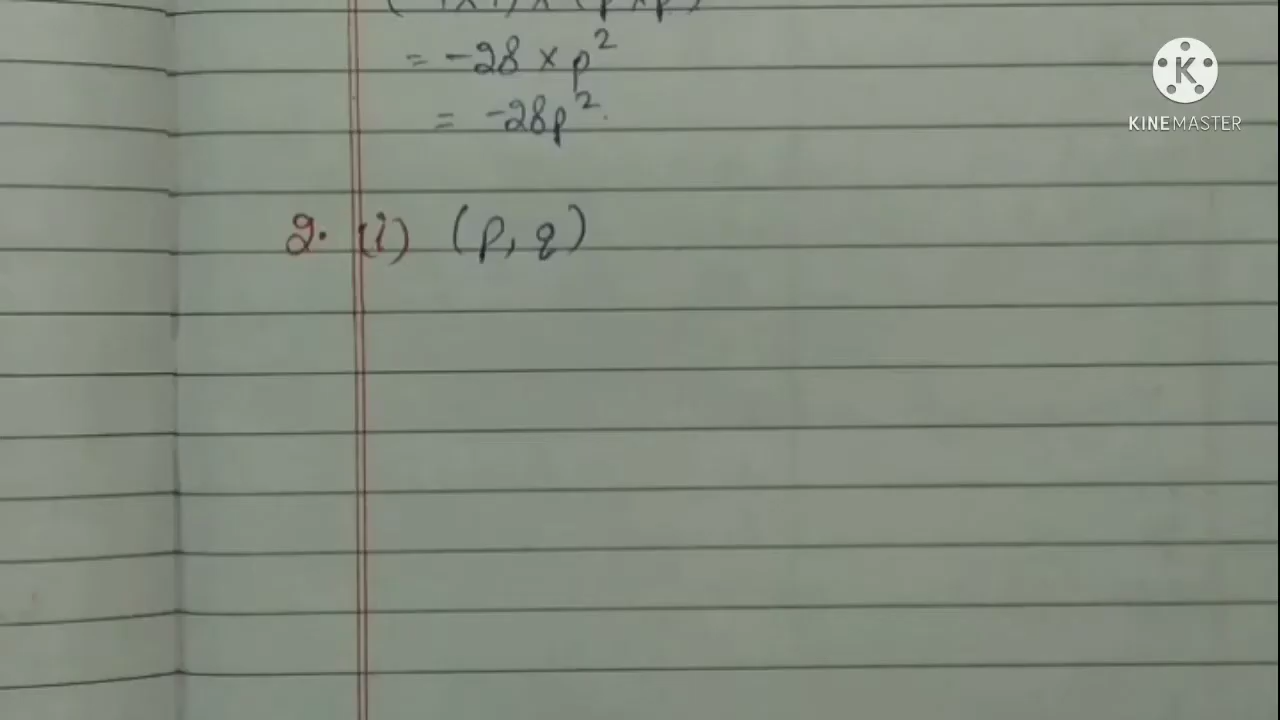 = -28 × p²
= -28p².
2. (i) (p, q)
K
KINEMASTER